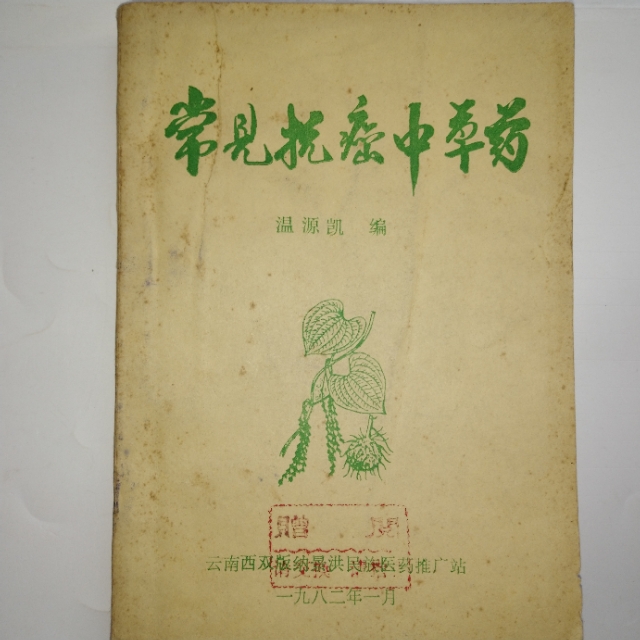 常见抗癌中草药
温源凯 编
赠
云南西双版纳景洪民族医药推广站
一九八二年一月